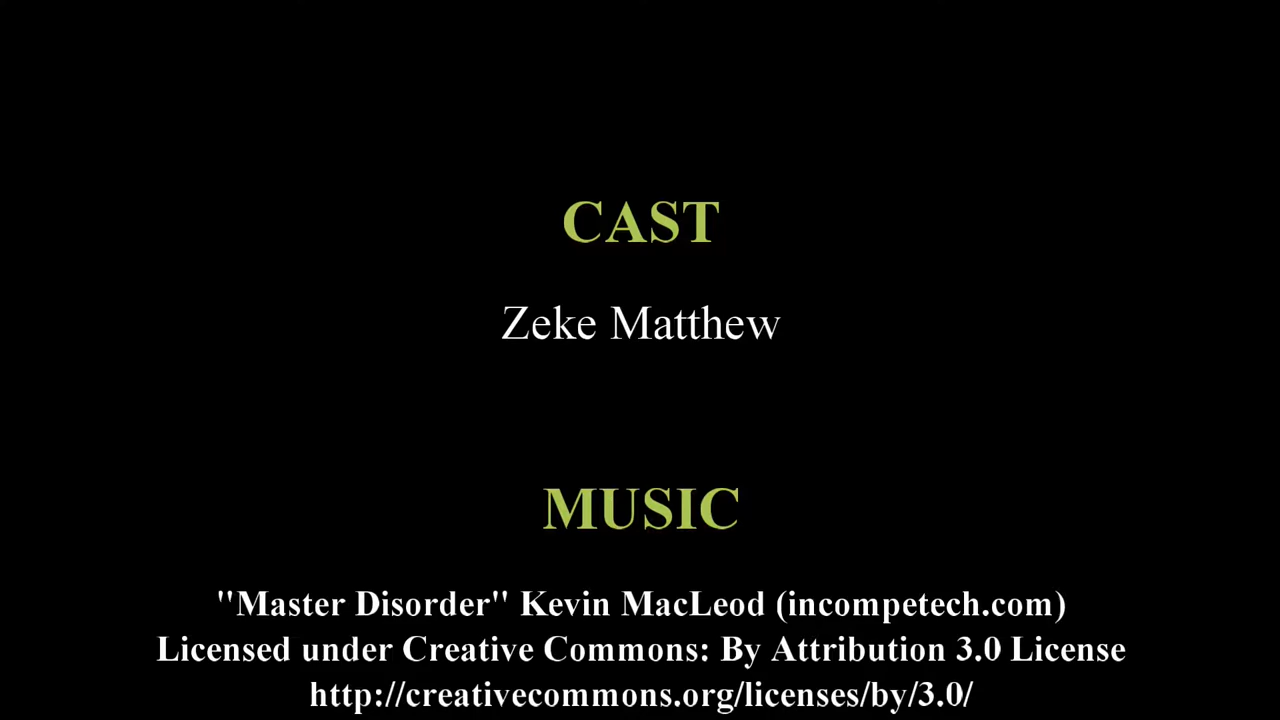 CAST
Zeke Matthew
MUSIC
"Master Disorder" Kevin MacLeod (incompetech.com)
Licensed under Creative Commons: By Attribution 3.0 License
http://creativecommons.org/licenses/by/3.0/